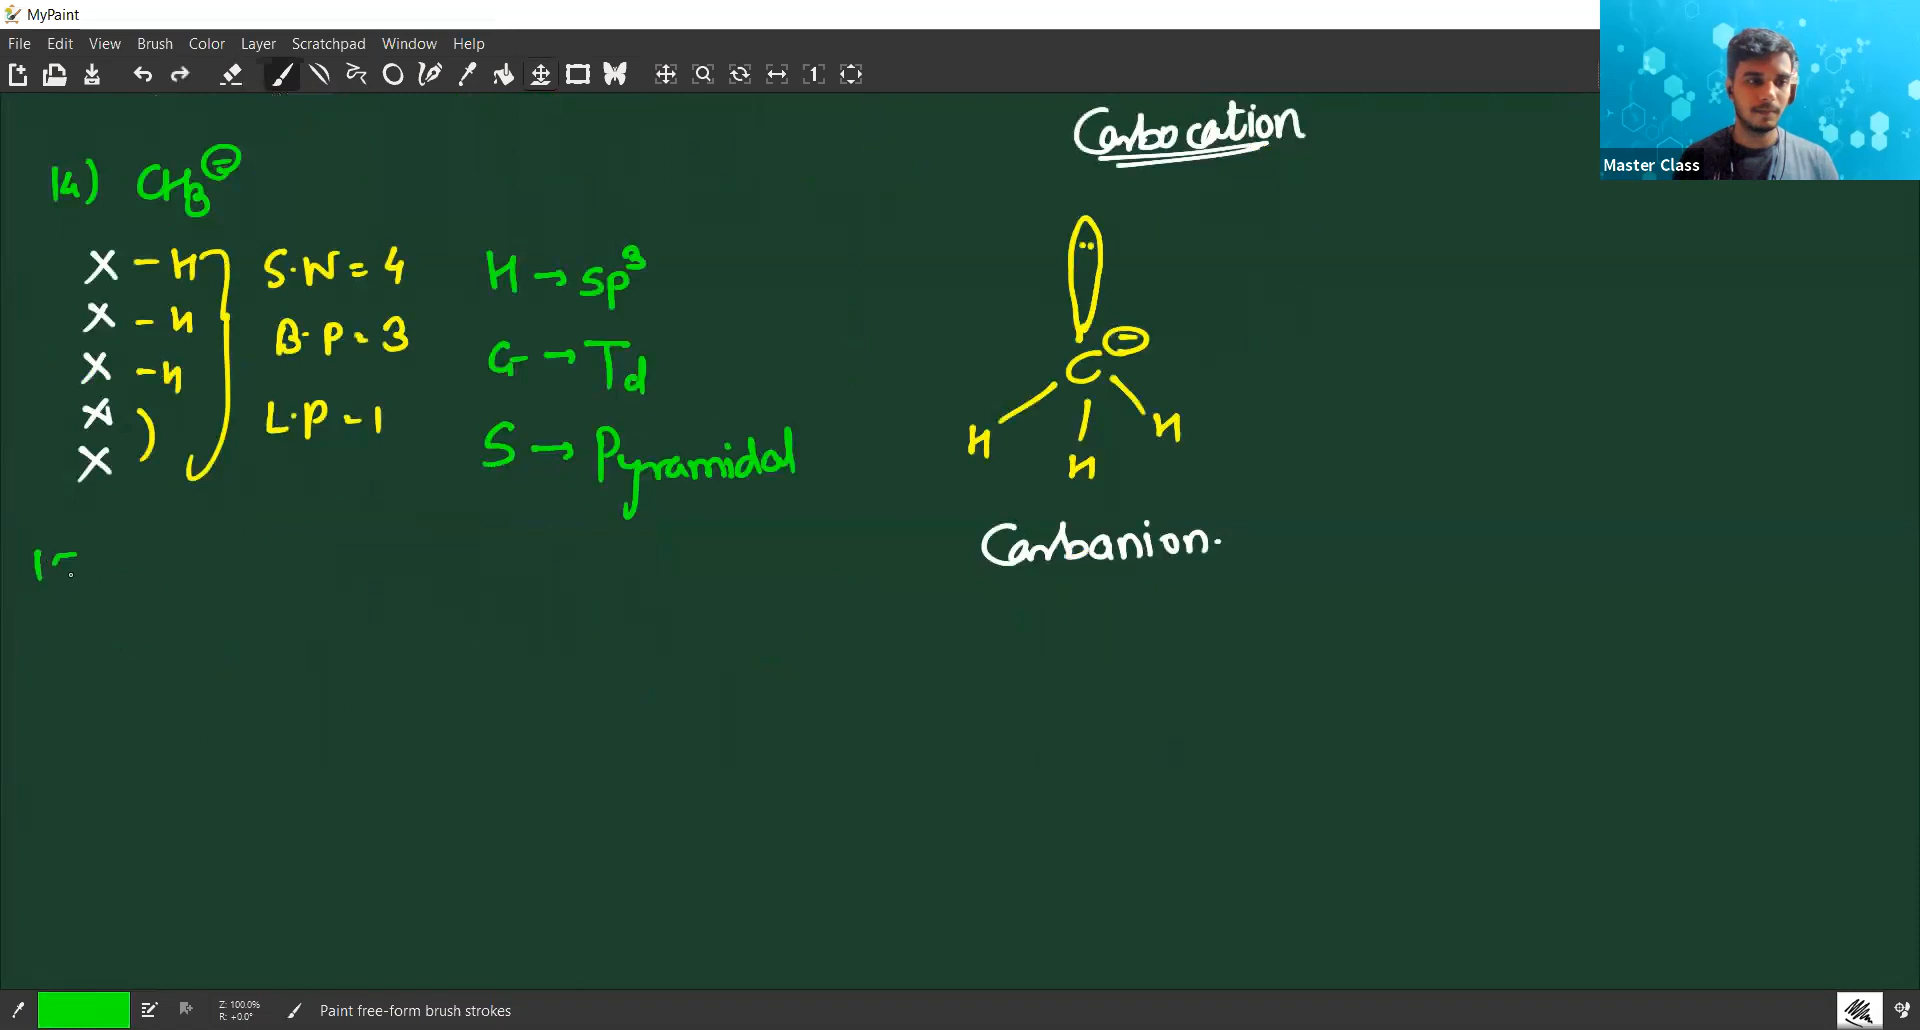 MyPaint
File Edit View Brush Color Layer Scratchpad Window Help
Master Class
Carbocation
14) CH3⊖
X - H
X - H
X - H
X
X
S.N = 4
B.P = 3
L.P = 1
H → sp³
G → Td
S → Pyramidal
⊖
C
H
H
H
Carbanion.
15
Z: 100.0%
R: +0.0°
Paint free-form brush strokes